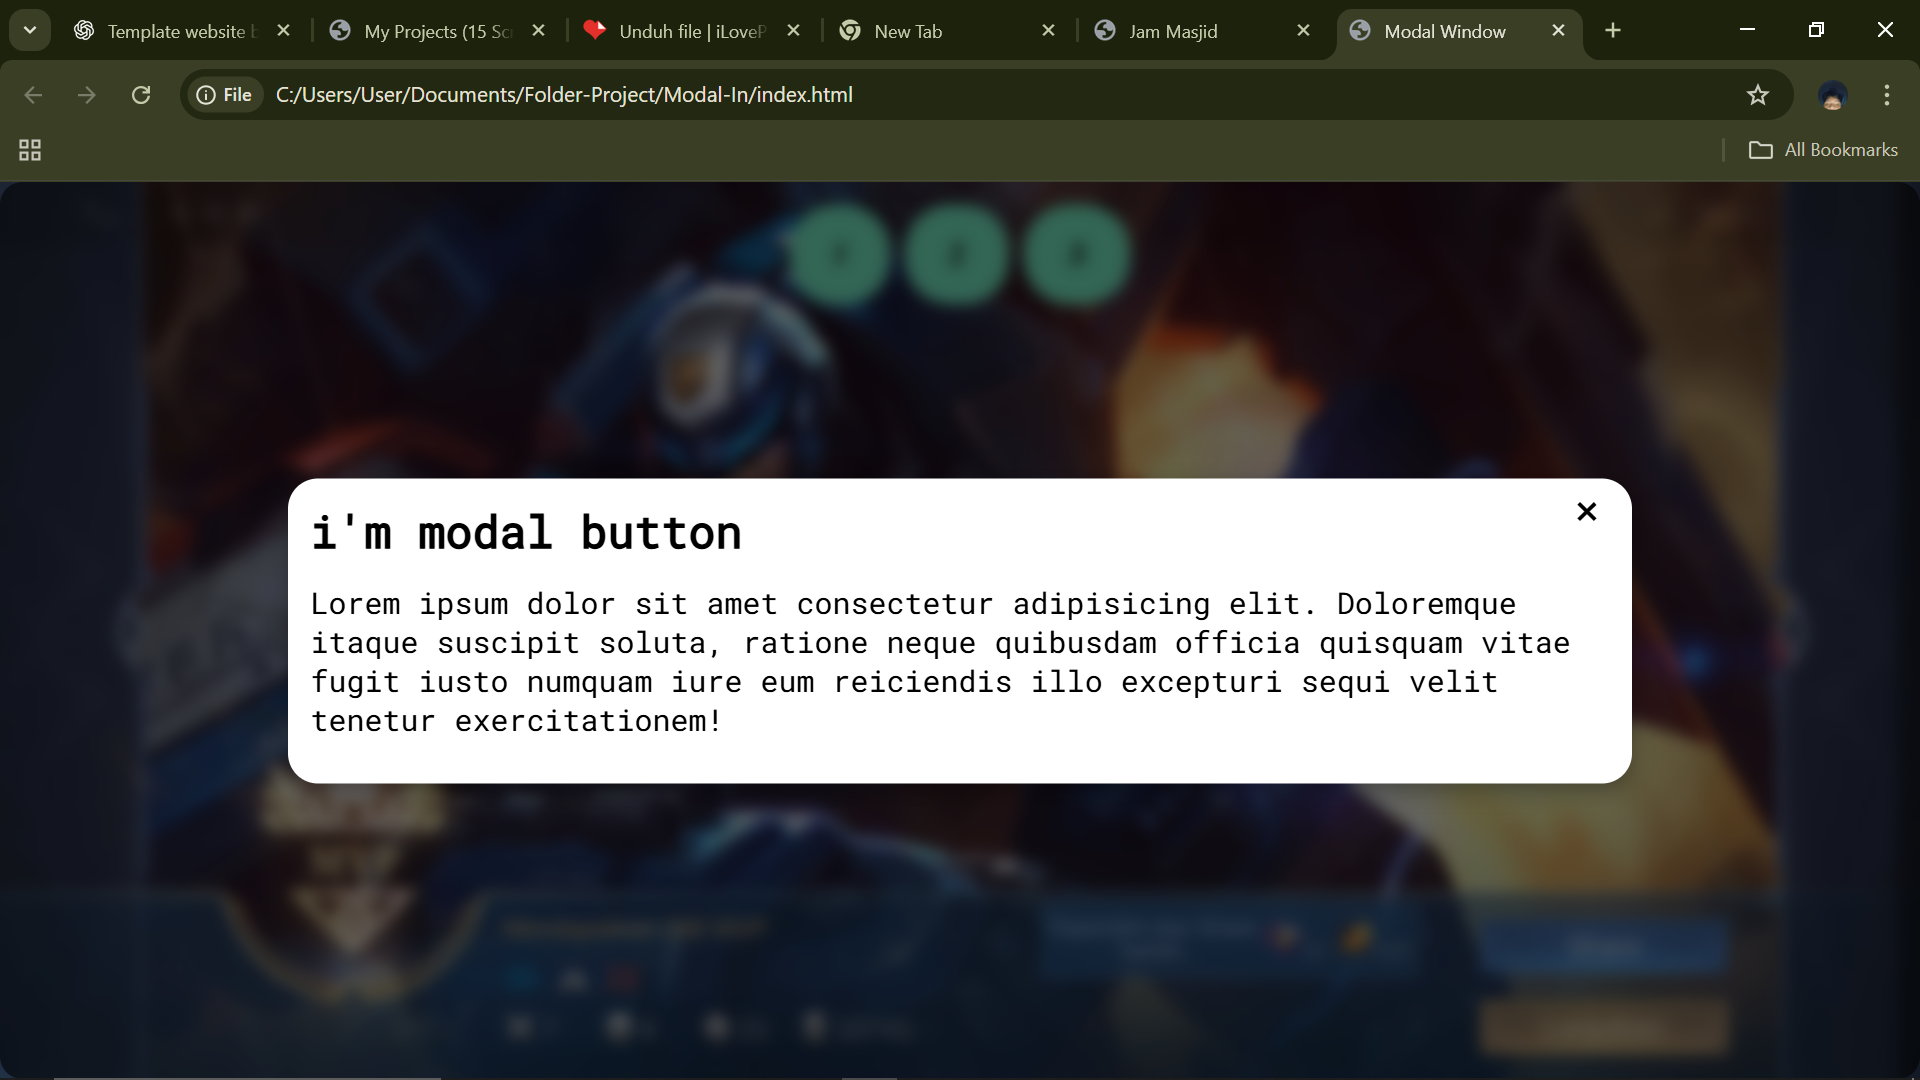 Template website b
My Projects (15 Sc
Unduh file | iLoveP
New Tab
Jam Masjid
Modal Window
File
C:/Users/User/Documents/Folder-Project/Modal-In/index.html
All Bookmarks
i'm modal button
Lorem ipsum dolor sit amet consectetur adipisicing elit. Doloremque
itaque suscipit soluta, ratione neque quibusdam officia quisquam vitae
fugit iusto numquam iure eum reiciendis illo excepturi sequi velit
tenetur exercitationem!